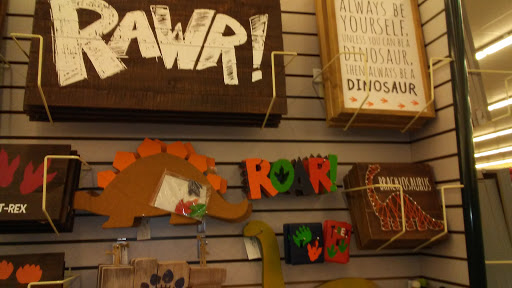 RAWR!
ALWAYS BE
YOURSELF.
UNLESS YOU CAN BE A
DINOSAUR
THEN ALWAYS BE A
DINOSAUR
ROAR!
BRACHIOSAURUS
T-REX